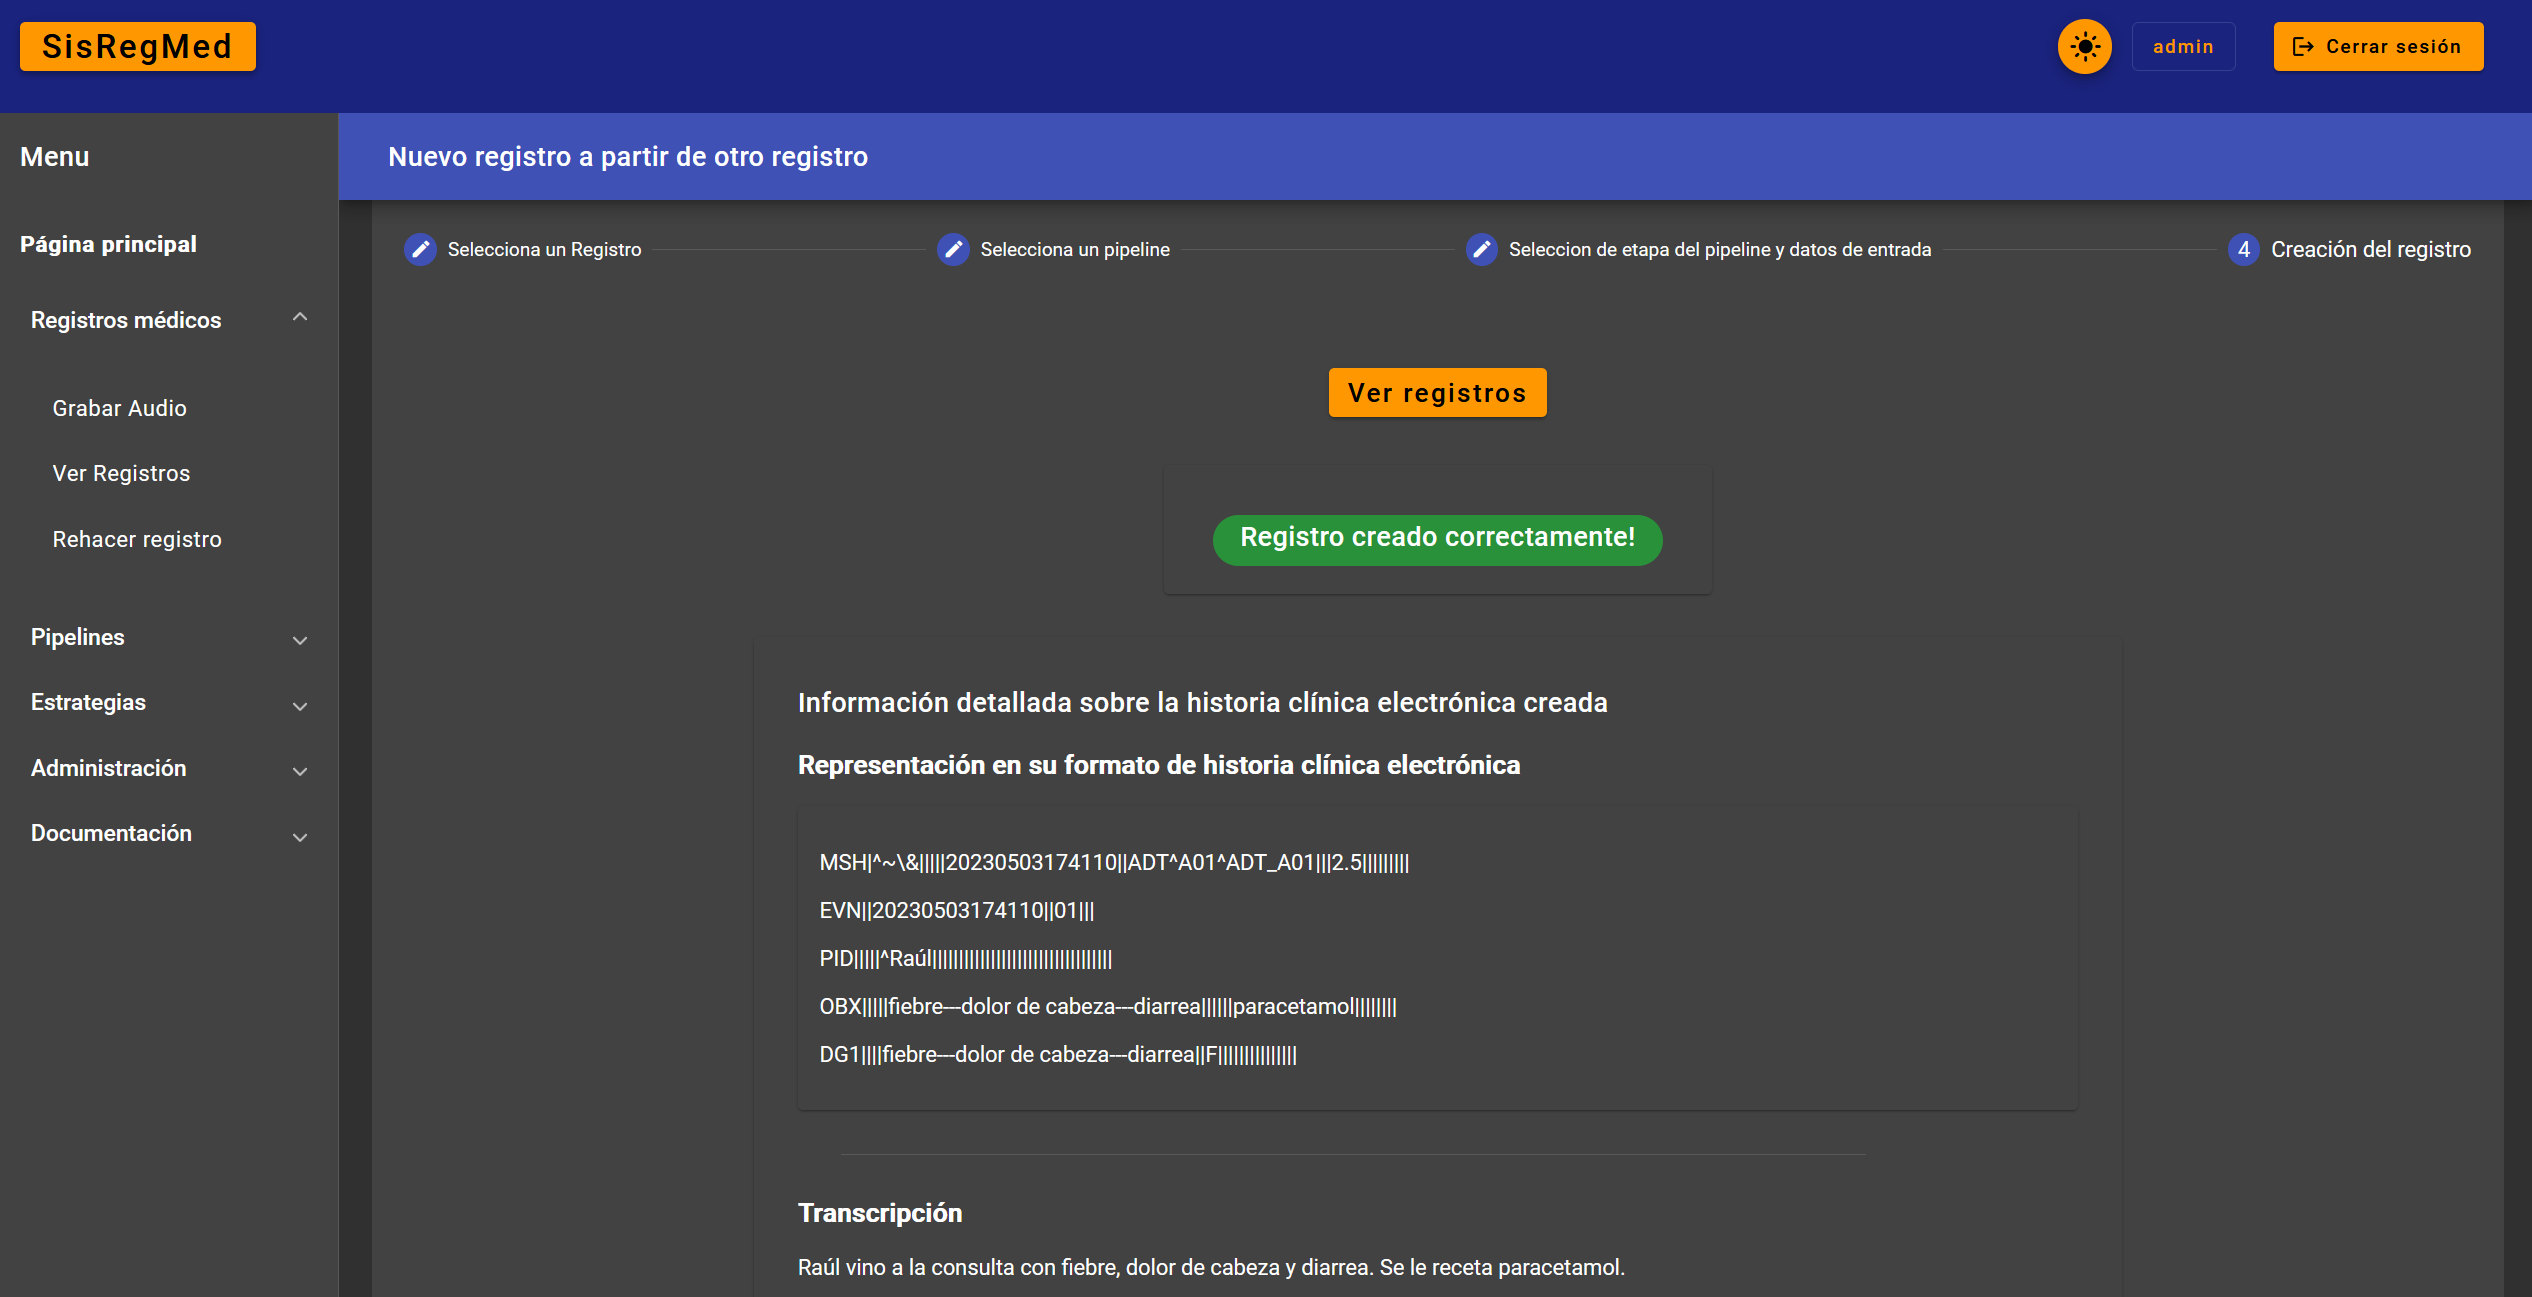 SisRegMed
admin
Cerrar sesión
Menu
Nuevo registro a partir de otro registro
Página principal
Registros médicos
Grabar Audio
Ver Registros
Rehacer registro
Pipelines
Estrategias
Administración
Documentación
Selecciona un Registro
Selecciona un pipeline
Seleccion de etapa del pipeline y datos de entrada
4 Creación del registro
Ver registros
Registro creado correctamente!
Información detallada sobre la historia clínica electrónica creada
Representación en su formato de historia clínica electrónica
MSH|^~\&|||||20230503174110||ADT^A01^ADT_A01|||2.5|||||||||
EVN||20230503174110||01|||
PID|||||^Raúl||||||||||||||||||||||||||||||||||
OBX|||||fiebre---dolor de cabeza---diarrea||||||paracetamol||||||||
DG1||||fiebre---dolor de cabeza---diarrea||F|||||||||||||||
Transcripción
Raúl vino a la consulta con fiebre, dolor de cabeza y diarrea. Se le receta paracetamol.